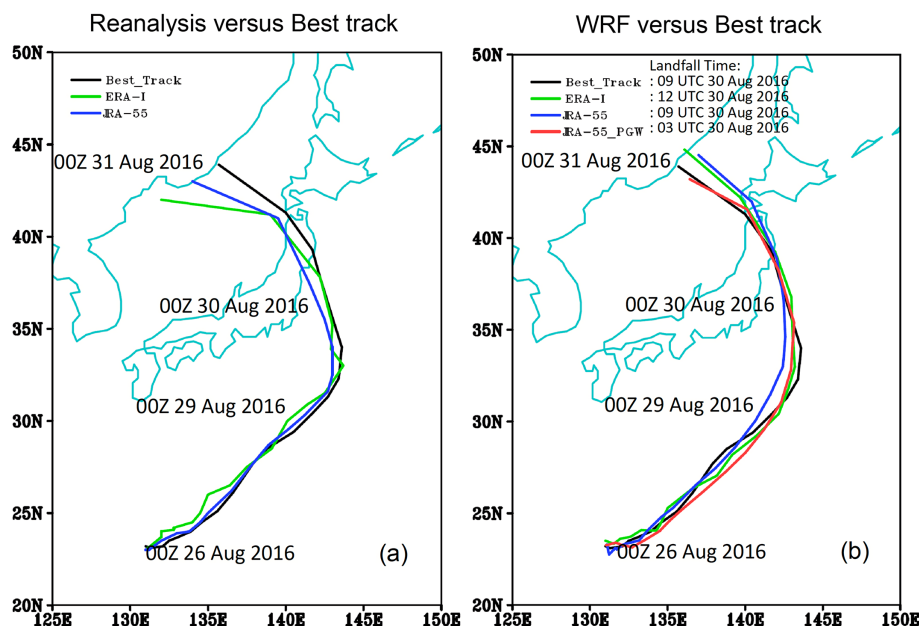 Reanalysis versus Best track
50N
45N
40N
35N
30N
25N
20N
125E
130E
135E
140E
145E
150E
Best_Track
ERA-I
JRA-55
00Z 31 Aug 2016
00Z 30 Aug 2016
00Z 29 Aug 2016
00Z 26 Aug 2016
(a)
WRF versus Best track
50N
45N
40N
35N
30N
25N
20N
125E
130E
135E
140E
145E
150E
Landfall Time:
Best_Track : 09 UTC 30 Aug 2016
ERA-I : 12 UTC 30 Aug 2016
JRA-55 : 09 UTC 30 Aug 2016
JRA-55_PGW : 03 UTC 30 Aug 2016
00Z 31 Aug 2016
00Z 30 Aug 2016
00Z 29 Aug 2016
00Z 26 Aug 2016
(b)